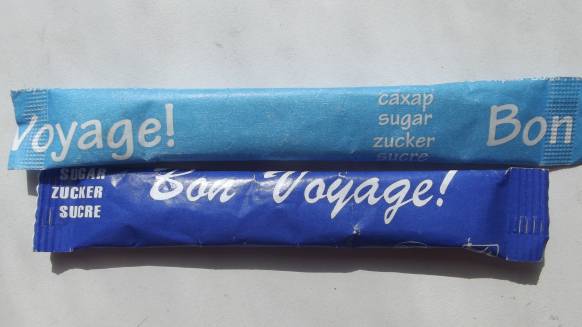 Voyage!
сахар
sugar
zucker
sucre
Bon
SUGAR
ZUCKER
SUCRE
Bon Voyage!